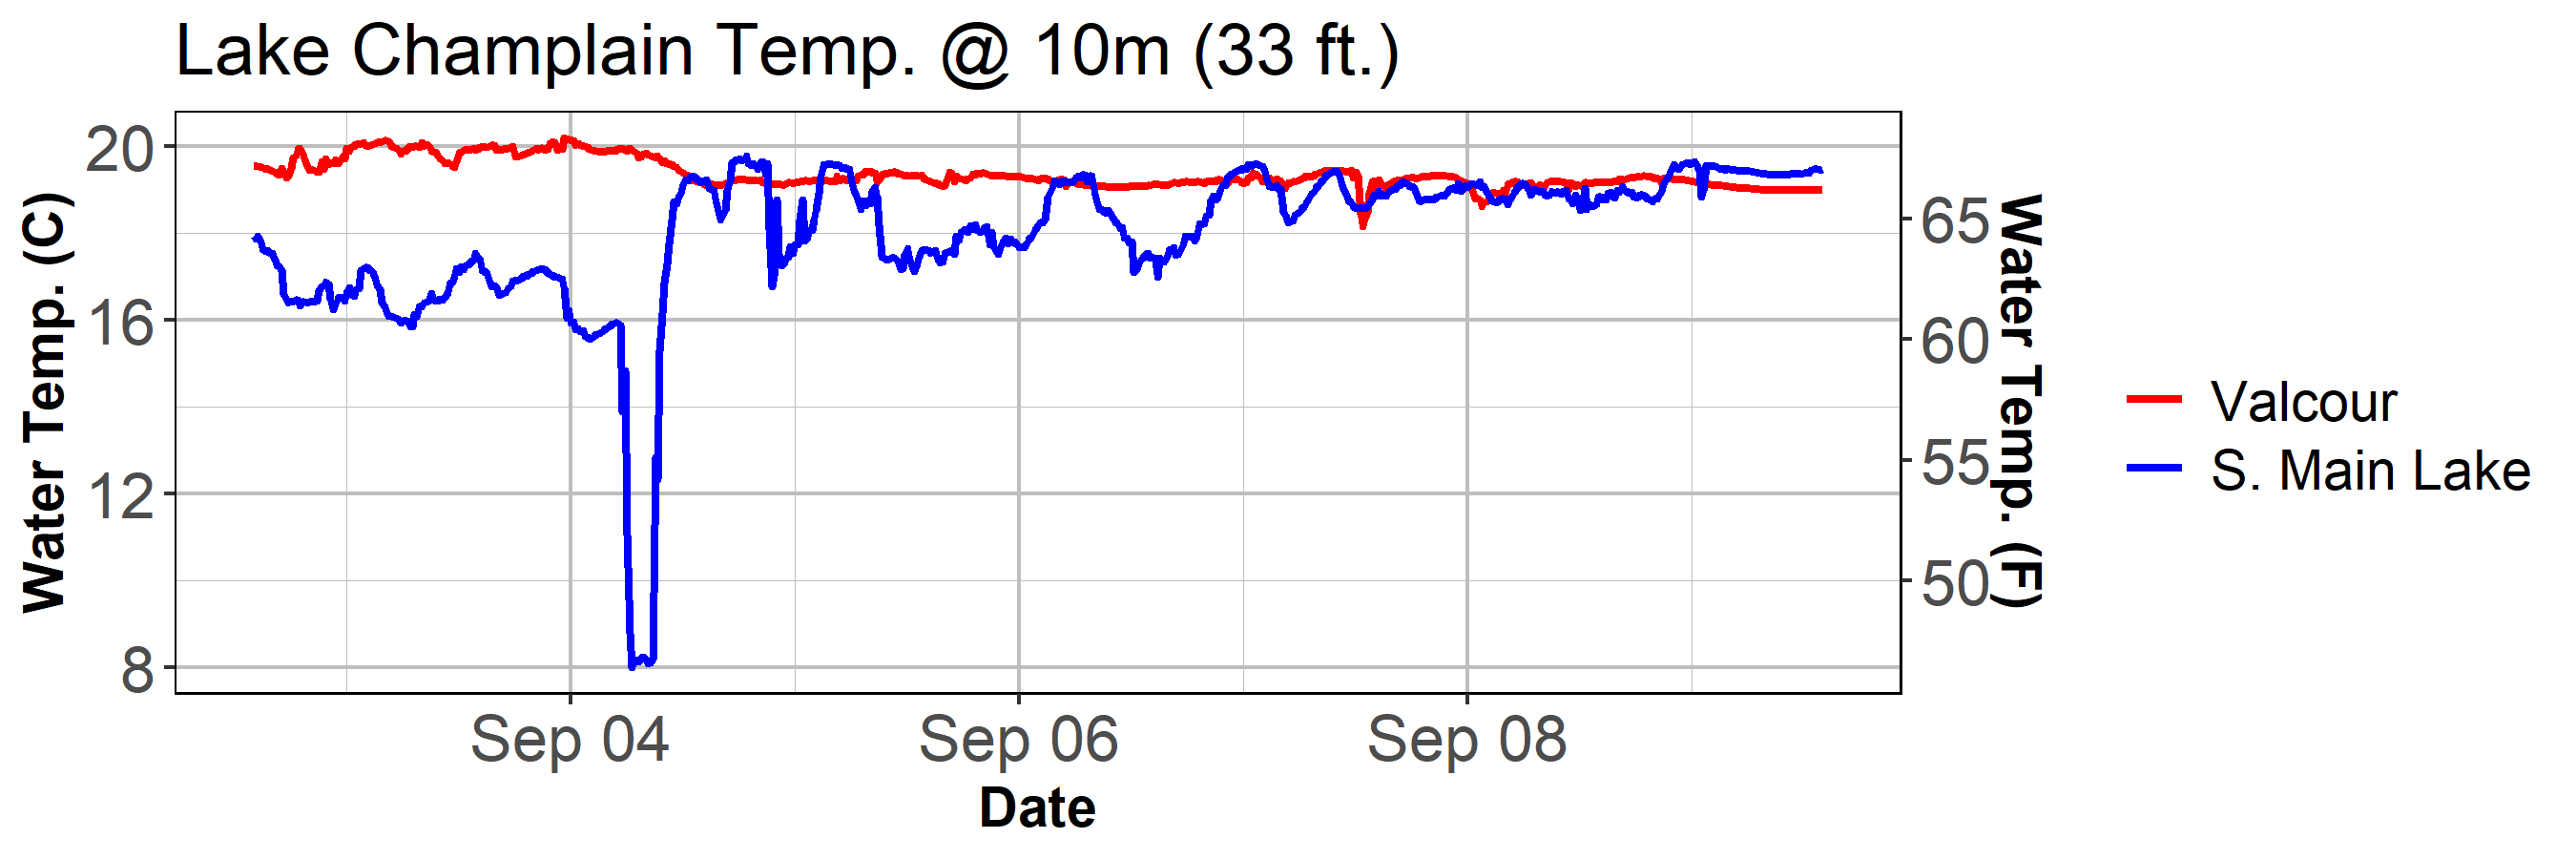 Lake Champlain Temp. @ 10m (33 ft.)
Water Temp. (C)
20
16
12
8
65
60
55
50
Water Temp. (F)
Sep 04
Sep 06
Sep 08
Date
Valcour
S. Main Lake